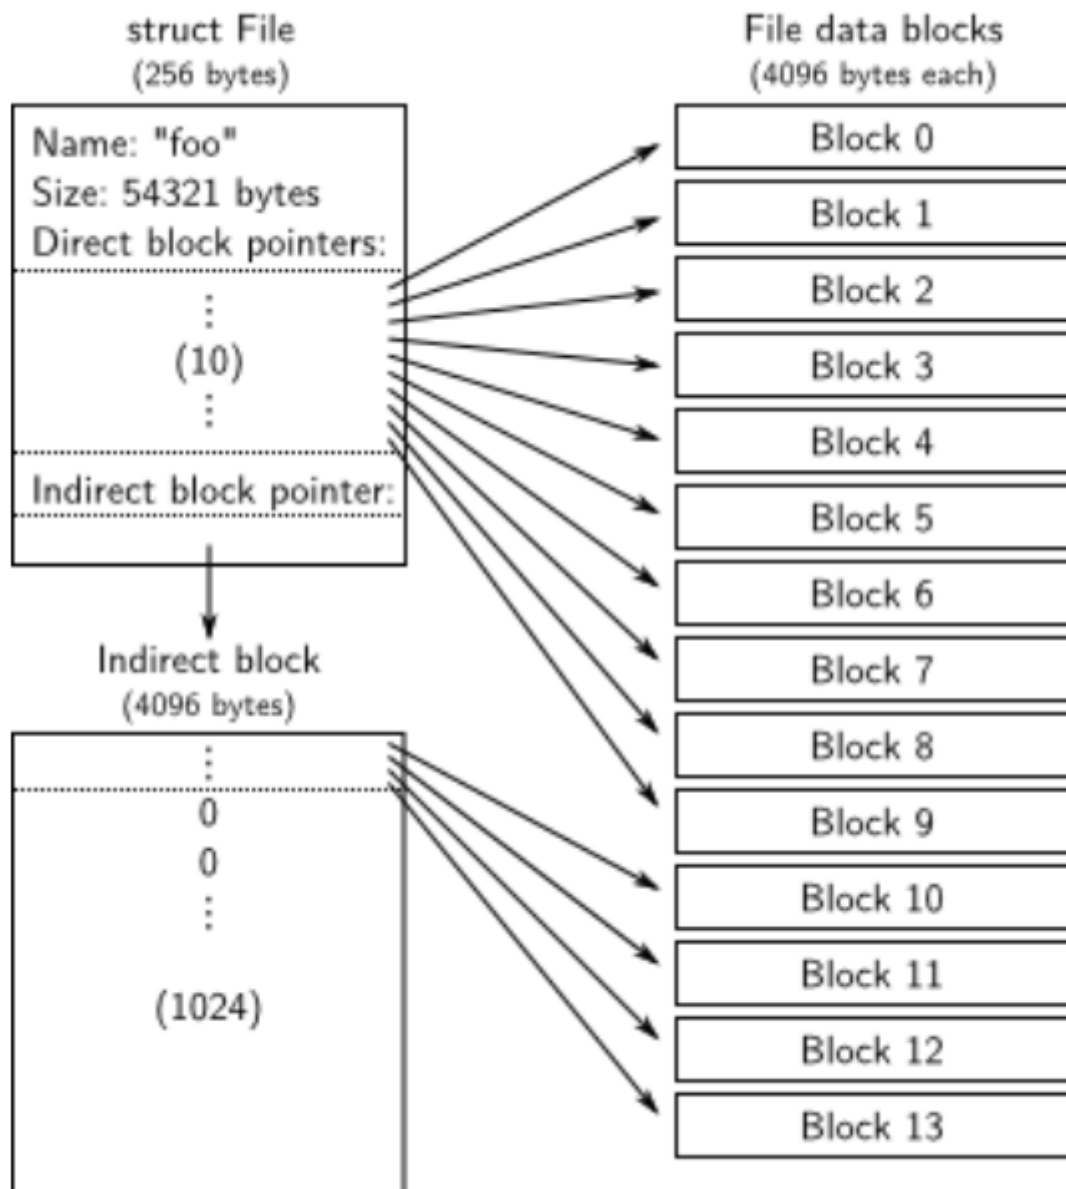 struct File
(256 bytes)
Name: "foo"
Size: 54321 bytes
Direct block pointers:
⋮
(10)
⋮
Indirect block pointer:
Indirect block
(4096 bytes)
⋮
0
0
⋮
(1024)
File data blocks
(4096 bytes each)
Block 0
Block 1
Block 2
Block 3
Block 4
Block 5
Block 6
Block 7
Block 8
Block 9
Block 10
Block 11
Block 12
Block 13